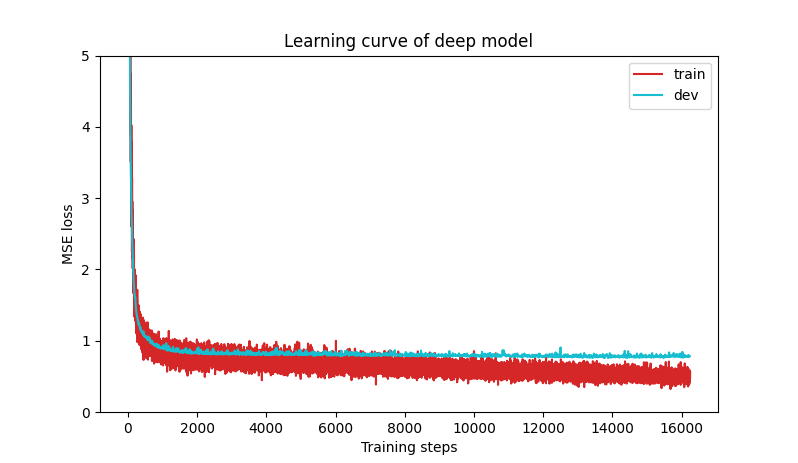 Learning curve of deep model
train
dev
MSE loss
5
4
3
2
1
0
0 2000 4000 6000 8000 10000 12000 14000 16000
Training steps